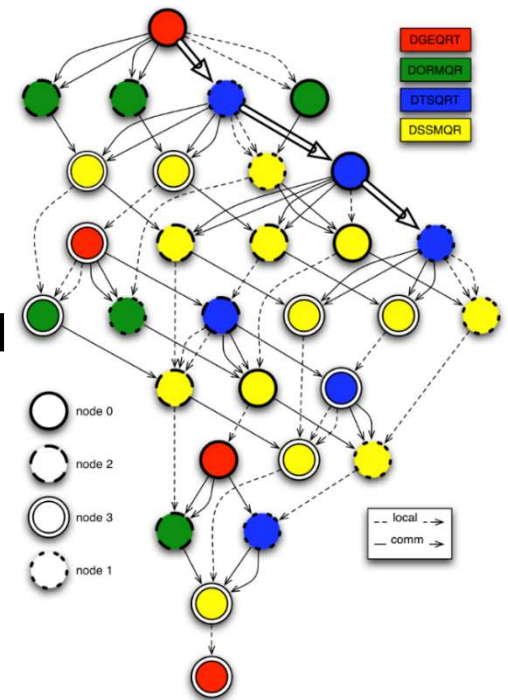 DGEQRT
DORMQR
DTSQRT
DSSMQR
node 0
node 2
node 3
node 1
local
comm